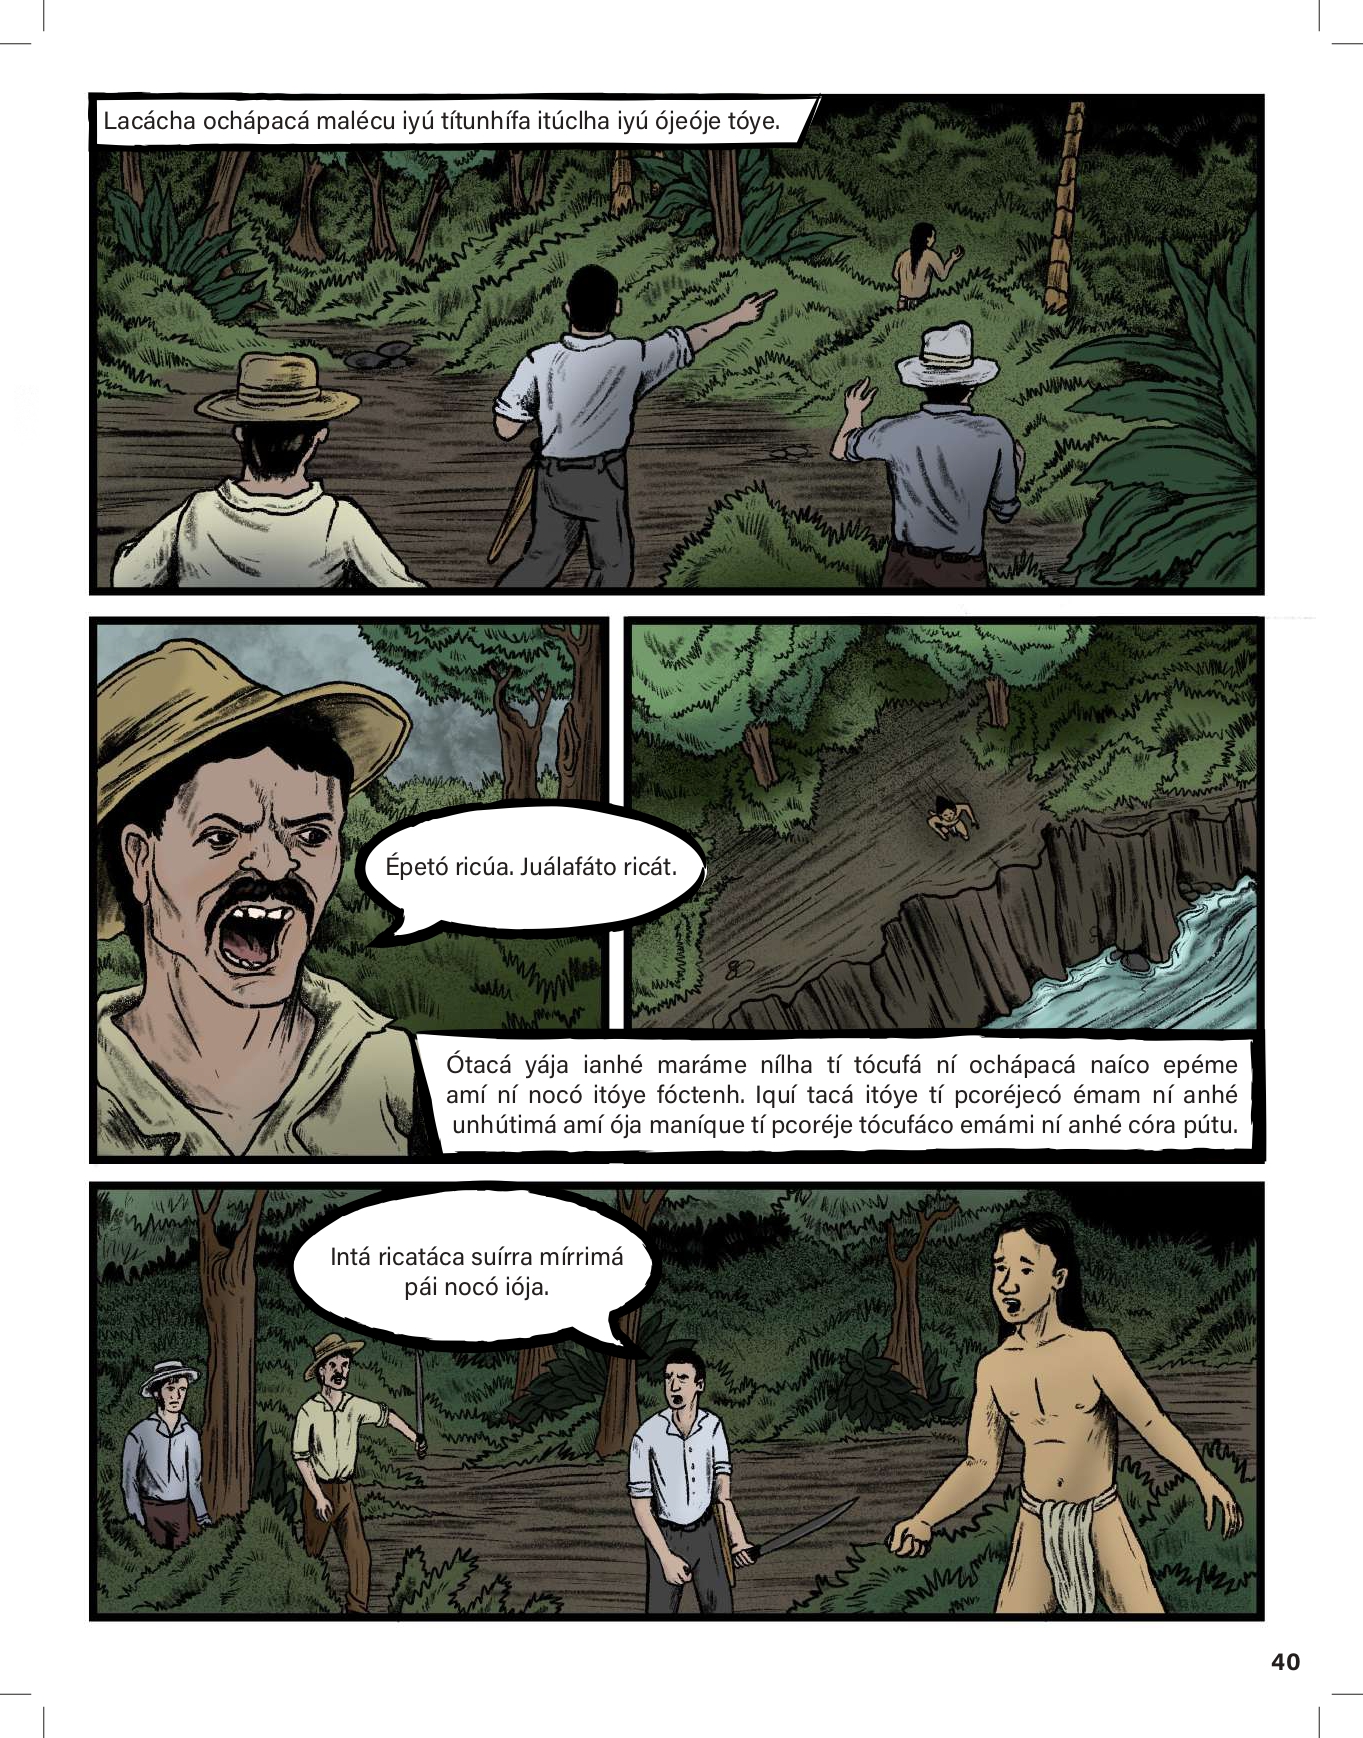 Lacácha ochápacá malécu iyú títunhífa itúclha iyú ójeóje tóye.
Épetó ricúa. Juálafáto ricát.
Ótacá yája ianhé maráme nílha tí tócufá ní ochápacá naíco epéme
amí ní nocó itóye fóctenh. Iquí tacá itóye tí pcoréjecó émam ní anhé
unhútimá amí ója maníque tí pcoréje tócufáco emámi ní anhé córa pútu.
Intá ricatáca suírra mírrimá
pái nocó iója.
40